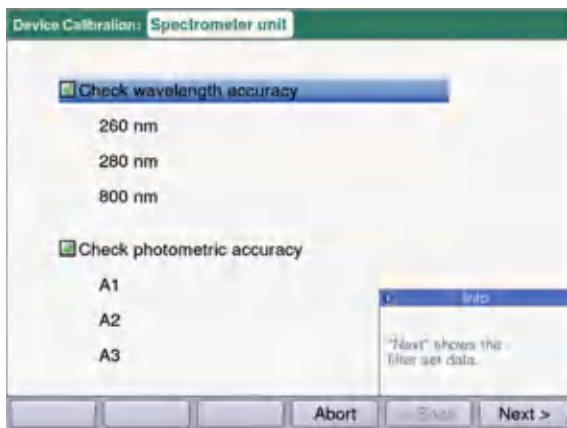 Device Calibration: Spectrometer unit
Check wavelength accuracy
260 nm
280 nm
800 nm
Check photometric accuracy
A1
A2
A3
Info
"Next" shows the
filter set data.
Abort
< Back
Next >